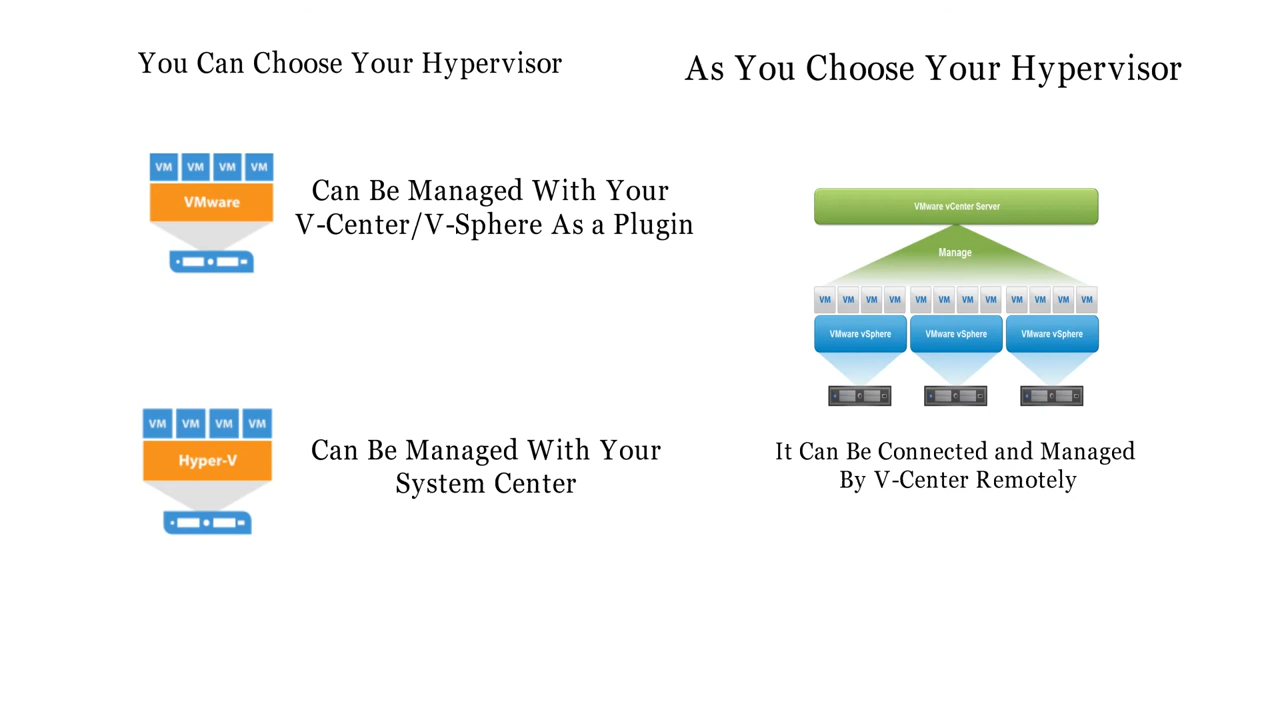 You Can Choose Your Hypervisor
VM VM VM VM
VMware
Can Be Managed With Your
V-Center/V-Sphere As a Plugin
VM VM VM VM
Hyper-V
Can Be Managed With Your
System Center
As You Choose Your Hypervisor
VMware vCenter Server
Manage
VM VM VM VM VM VM VM VM VM VM VM VM
VMware vSphere VMware vSphere VMware vSphere
It Can Be Connected and Managed
By V-Center Remotely